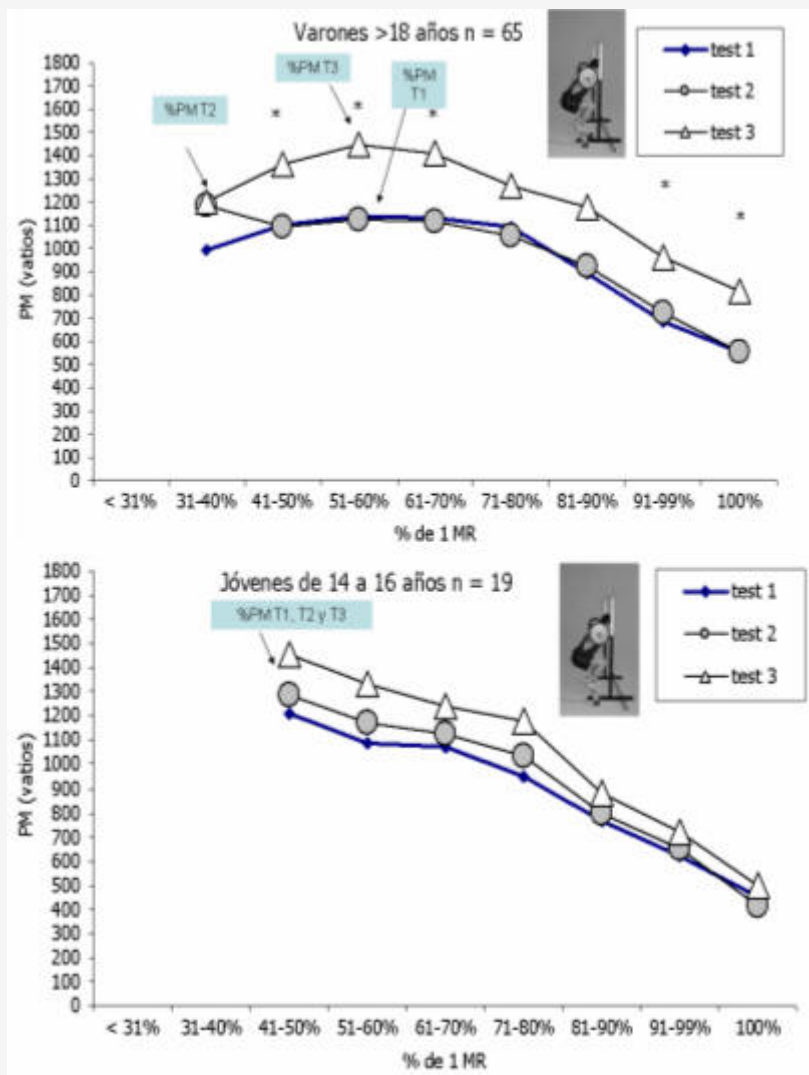 Varones >18 años n = 65
test 1
test 2
test 3
%PM T2
%PM T3
%PM
T1
*
*
*
*
*
PM (vatios)
1800
1700
1600
1500
1400
1300
1200
1100
1000
900
800
700
600
500
400
300
200
100
0
< 31% 31-40% 41-50% 51-60% 61-70% 71-80% 81-90% 91-99% 100%
% de 1 MR
Jóvenes de 14 a 16 años n = 19
test 1
test 2
test 3
%PM T1, T2 y T3
PM (vatios)
1800
1700
1600
1500
1400
1300
1200
1100
1000
900
800
700
600
500
400
300
200
100
0
< 31% 31-40% 41-50% 51-60% 61-70% 71-80% 81-90% 91-99% 100%
% de 1 MR